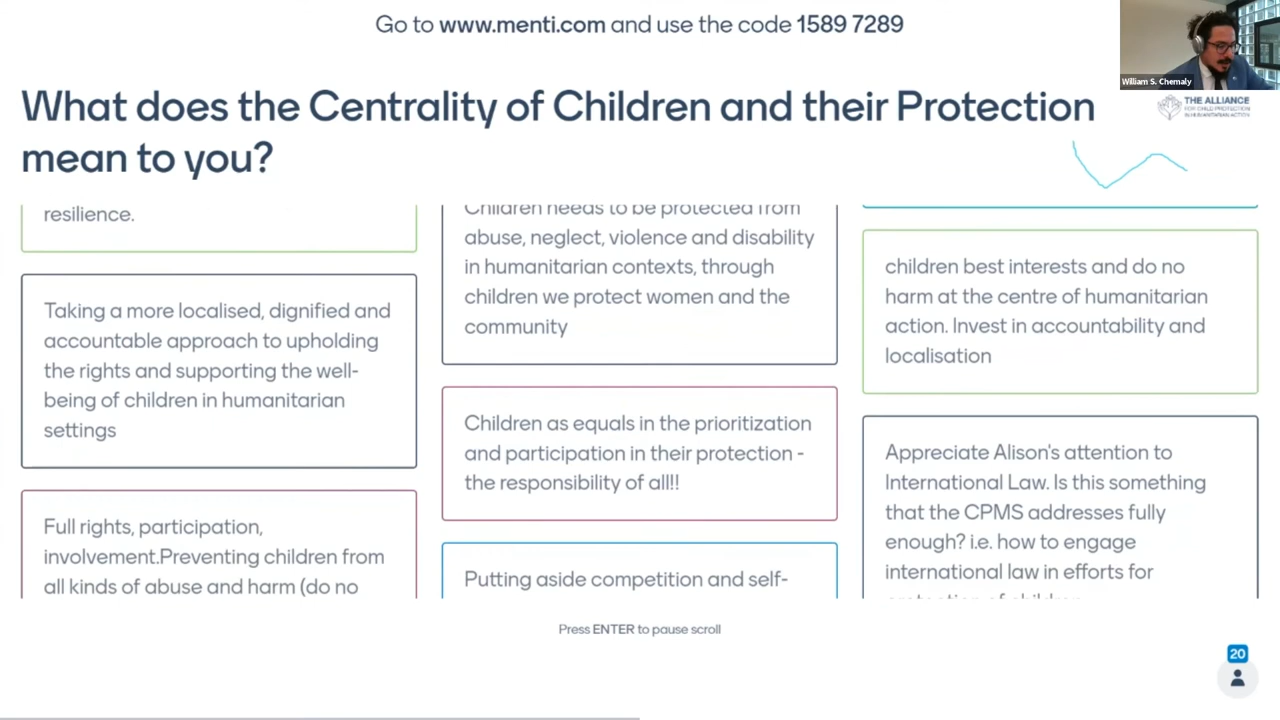 Go to www.menti.com and use the code 1589 7289
William S. Chemaly
What does the Centrality of Children and their Protection
mean to you?
THE ALLIANCE
FOR CHILD PROTECTION
IN HUMANITARIAN ACTION
resilience.
Taking a more localised, dignified and
accountable approach to upholding
the rights and supporting the well-
being of children in humanitarian
settings
Full rights, participation,
involvement.Preventing children from
all kinds of abuse and harm (do no
Children needs to be protected from
abuse, neglect, violence and disability
in humanitarian contexts, through
children we protect women and the
community
Children as equals in the prioritization
and participation in their protection -
the responsibility of all!!
Putting aside competition and self-
children best interests and do no
harm at the centre of humanitarian
action. Invest in accountability and
localisation
Appreciate Alison's attention to
International Law. Is this something
that the CPMS addresses fully
enough? i.e. how to engage
international law in efforts for
Press ENTER to pause scroll
20